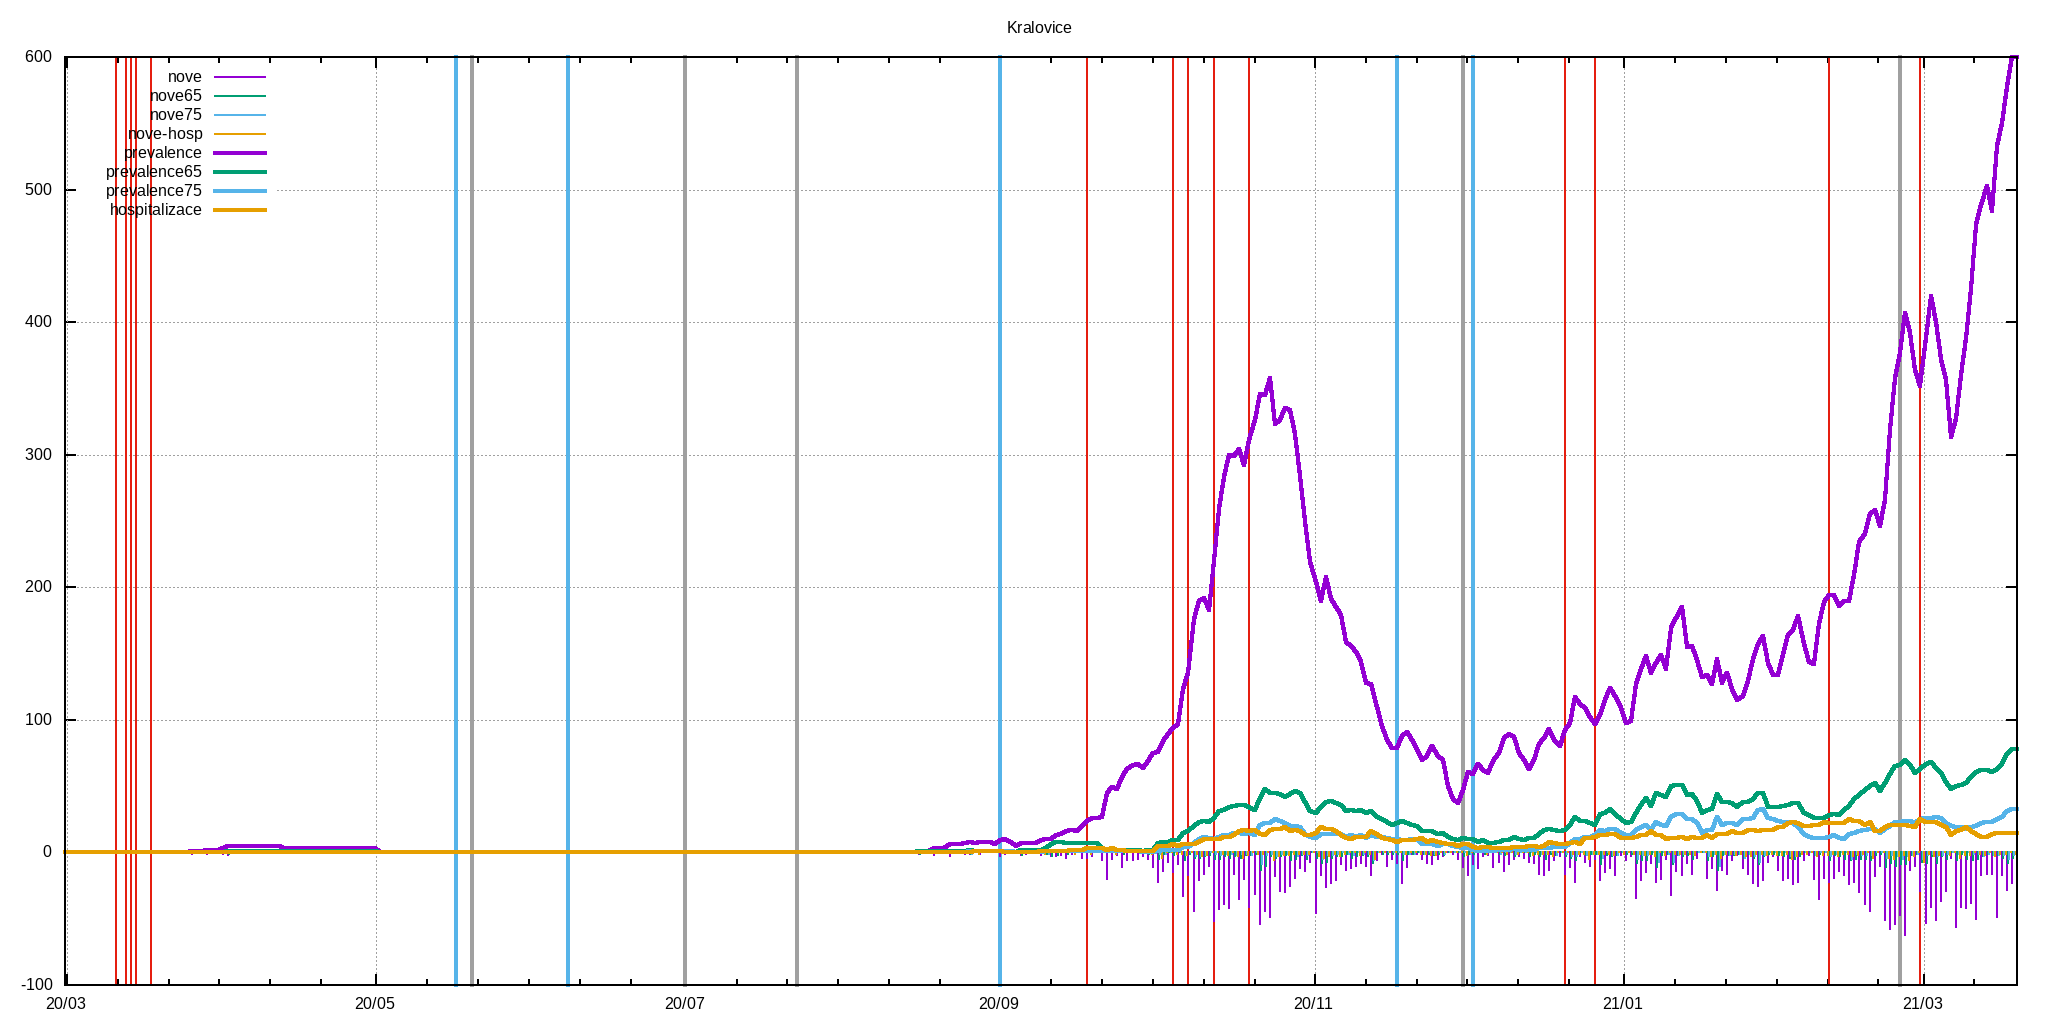 Kralovice
600
500
400
300
200
100
0
-100
nove
nove65
nove75
nove-hosp
prevalence
prevalence65
prevalence75
hospitalizace
20/03 20/05 20/07 20/09 20/11 21/01 21/03